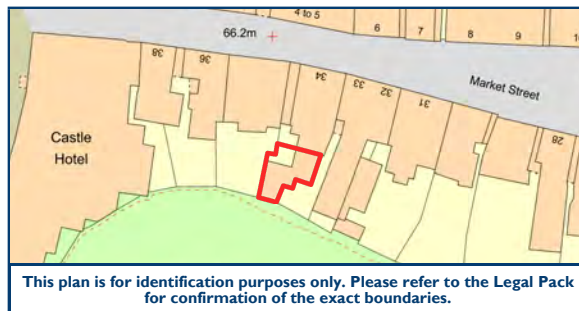 4 to 5
6
7
8
9
66.2m
38
36
34
33
32
31
Market Street
28
Castle
Hotel
This plan is for identification purposes only. Please refer to the Legal Pack
for confirmation of the exact boundaries.